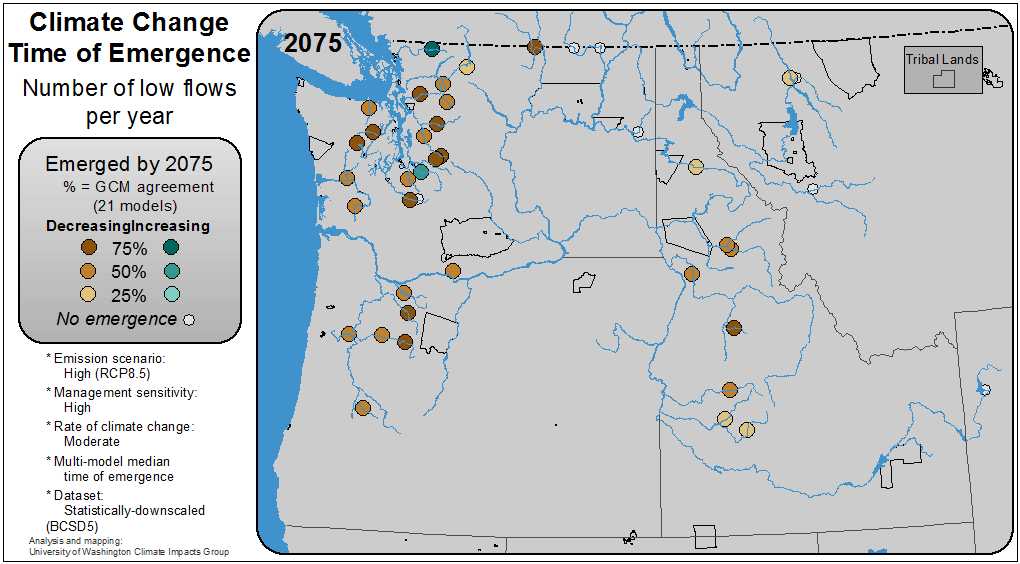 Climate Change
Time of Emergence
Number of low flows
per year
Emerged by 2075
% = GCM agreement
(21 models)
DecreasingIncreasing
75%
50%
25%
No emergence
* Emission scenario:
High (RCP8.5)
* Management sensitivity:
High
* Rate of climate change:
Moderate
* Multi-model median
time of emergence
* Dataset:
Statistically-downscaled
(BCSD5)
Analysis and mapping:
University of Washington Climate Impacts Group
2075
Tribal Lands